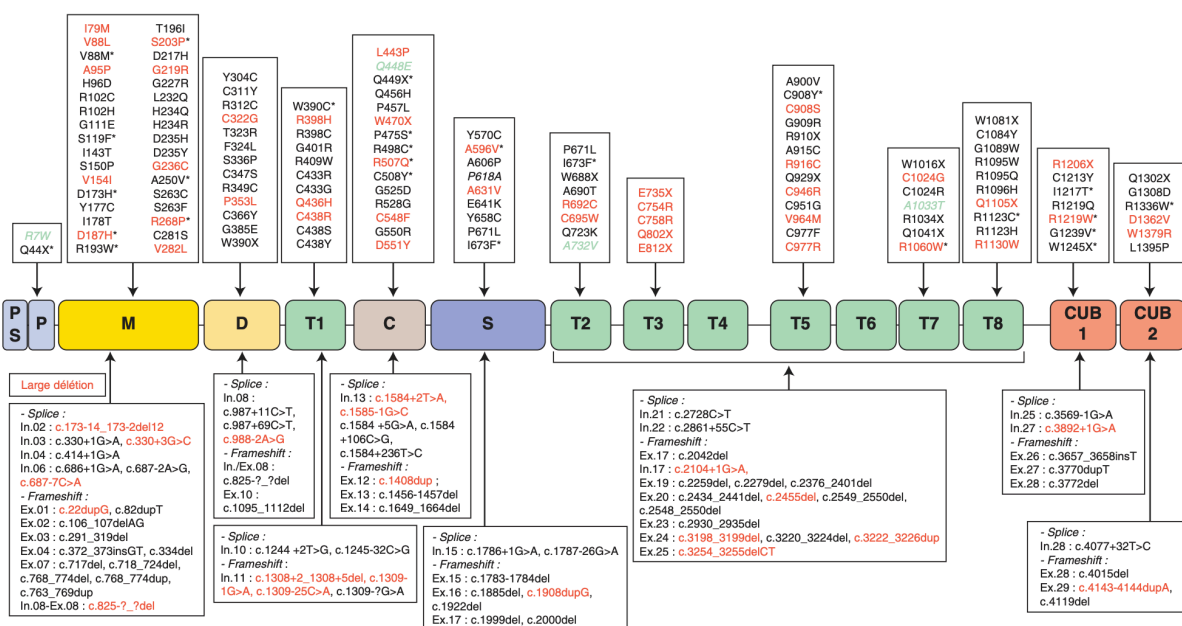 I79M
V88L
V88M*
A95P
H96D
R102C
R102H
G111E
S119F*
I143T
S150P
V154I
D173H*
Y177C
I178T
D187H*
R193W*
T196I
S203P*
D217H
G219R
G227R
L232Q
H234Q
H234R
D235H
D235Y
G236C
A250V*
S263C
S263F
R268P*
C281S
V282L
R7W
Q44X*
Y304C
C311Y
R312C
C322G
T323R
F324L
S336P
C347S
R349C
P353L
C366Y
G385E
W390X
W390C*
R398H
R398C
G401R
R409W
C433R
C433G
Q436H
C438R
C438S
C438Y
L443P
Q448E
Q449X*
Q456H
P457L
W470X
P475S*
R498C*
R507Q*
C508Y*
G525D
R528G
C548F
G550R
D551Y
Y570C
A596V*
A606P
P618A
A631V
E641K
Y658C
P671L
I673F*
P671L
I673F*
W688X
A690T
R692C
C695W
Q723K
A732V
E735X
C754R
C758R
Q802X
E812X
A900V
C908Y*
C908S
G909R
R910X
A915C
R916C
Q929X
C946R
C951G
V964M
C977F
C977R
W1016X
C1024G
C1024R
A1033T
R1034X
Q1041X
R1060W*
W1081X
C1084Y
G1089W
R1095W
R1095Q
R1096H
Q1105X
R1123C*
R1123H
R1130W
R1206X
C1213Y
I1217T*
R1219Q
R1219W*
G1239V*
W1245X*
Q1302X
G1308D
R1336W*
D1362V
W1379R
L1395P
PS
P
M
D
T1
C
S
T2
T3
T4
T5
T6
T7
T8
CUB
1
CUB
2
Large délétion
- Splice :
In.02 : c.173-14_173-2del12
In.03 : c.330+1G>A, c.330+3G>C
In.04 : c.414+1G>A
In.06 : c.686+1G>A, c.687-2A>G,
c.687-7C>A
- Frameshift :
Ex.01 : c.22dupG, c.82dupT
Ex.02 : c.106_107delAG
Ex.03 : c.291_319del
Ex.04 : c.372_373insGT, c.334del
Ex.07 : c.717del, c.718_724del,
c.768_774del, c.768_774dup,
c.763_769dup
In.08-Ex.08 : c.825-?_?del
- Splice :
In.08 :
c.987+11C>T,
c.987+69C>T,
c.988-2A>G
- Frameshift :
In./Ex.08 :
c.825-?_?del
Ex.10 :
c.1095_1112del
- Splice :
In.10 : c.1244 +2T>G, c.1245-32C>G
- Frameshift :
In.11 : c.1308+2_1308+5del, c.1309-
1G>A, c.1309-25C>A, c.1309-?G>A
- Splice :
In.13 : c.1584+2T>A,
c.1585-1G>C
c.1584 +5G>A, c.1584
+106C>G,
c.1584+236T>C
- Frameshift :
Ex.12 : c.1408dup ;
Ex.13 : c.1456-1457del
Ex.14 : c.1649_1664del
- Splice :
In.15 : c.1786+1G>A, c.1787-26G>A
- Frameshift :
Ex.15 : c.1783-1784del
Ex.16 : c.1885del, c.1908dupG,
c.1922del
Ex.17 : c.1999del, c.2000del
- Splice :
In.21 : c.2728C>T
In.22 : c.2861+55C>T
- Frameshift :
Ex.17 : c.2042del
In.17 : c.2104+1G>A,
Ex.19 : c.2259del, c.2279del, c.2376_2401del
Ex.20 : c.2434_2441del, c.2455del, c.2549_2550del,
c.2548_2550del
Ex.23 : c.2930_2935del
Ex.24 : c.3198_3199del, c.3220_3224del, c.3222_3226dup
Ex.25 : c.3254_3255delCT
- Splice :
In.25 : c.3569-1G>A
In.27 : c.3892+1G>A
- Frameshift :
Ex.26 : c.3657_3658insT
Ex.27 : c.3770dupT
Ex.28 : c.3772del
- Splice :
In.28 : c.4077+32T>C
- Frameshift :
Ex.28 : c.4015del
Ex.29 : c.4143-4144dupA,
c.4119del